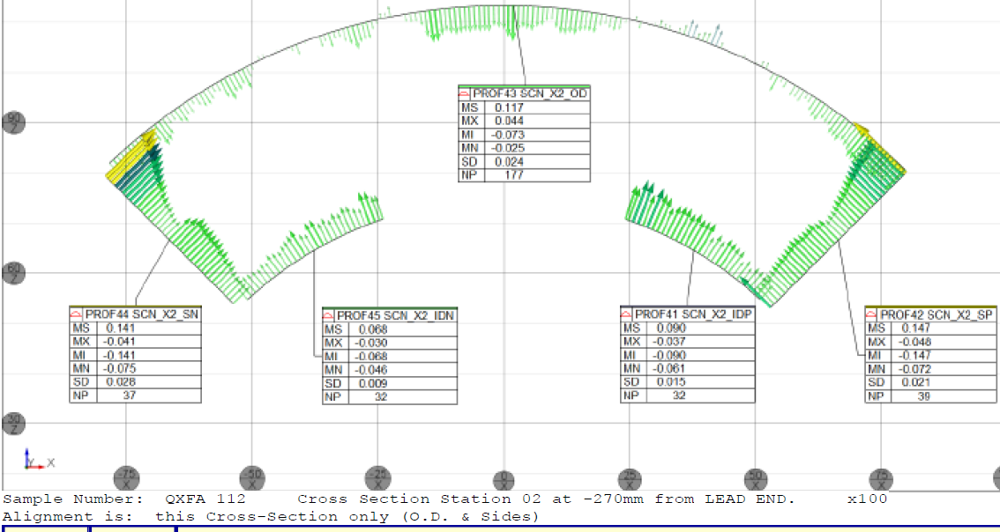 PROF43 SCN_X2_OD
MS 0.117
MX 0.044
MI -0.073
MN -0.025
SD 0.024
NP 177
90
Z
60
Z
PROF44 SCN_X2_SN
MS 0.141
MX -0.041
MI -0.141
MN -0.075
SD 0.028
NP 37
PROF45 SCN_X2_IDN
MS 0.068
MX -0.030
MI -0.068
MN -0.046
SD 0.009
NP 32
PROF41 SCN_X2_IDP
MS 0.090
MX -0.037
MI -0.090
MN -0.061
SD 0.015
NP 32
PROF42 SCN_X2_SP
MS 0.147
MX -0.048
MI -0.147
MN -0.072
SD 0.021
NP 39
30
Z
Y X
-75
X
-50
X
-25
X
0
X
25
X
50
X
75
X
Sample Number: QXFA 112 Cross Section Station 02 at -270mm from LEAD END. x100
Alignment is: this Cross-Section only (O.D. & Sides)